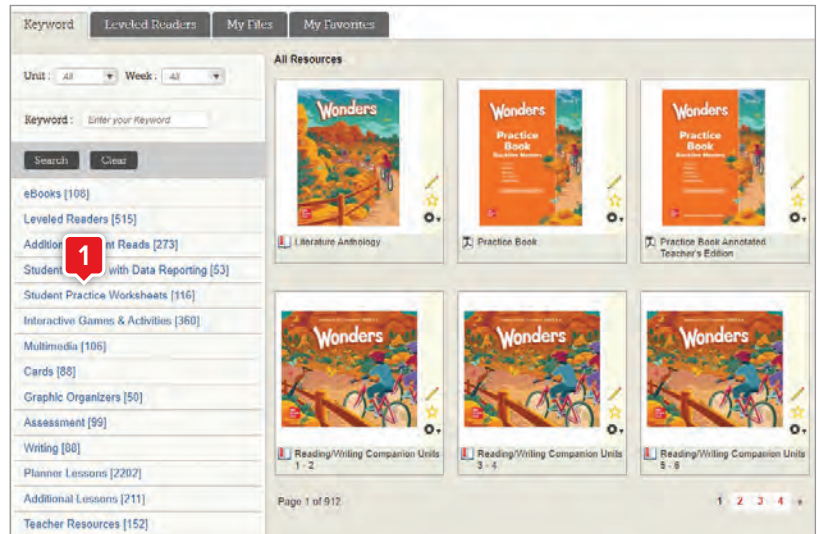 Keyword
Leveled Readers
My Files
My Favorites
Unit : All
Week : All
Keyword : Enter your Keyword
Search
Clear
eBooks [108]
Leveled Readers [515]
1
with Data Reporting [53]
Student Practice Worksheets [116]
Interactive Games & Activities [360]
Multimedia [106]
Cards [88]
Graphic Organizers [50]
Assessment [99]
Writing [88]
Planner Lessons [2202]
Additional Lessons [211]
Teacher Resources [152]
All Resources
Wonders
Literature Anthology
Wonders
Practice
Book
Practice Book
Wonders
Practice
Book
Practice Book Annotated
Teacher's Edition
Wonders
Reading/Writing Companion Units
1 - 2
Wonders
Reading/Writing Companion Units
3 - 4
Wonders
Reading/Writing Companion Units
5 - 6
Page 1 of 912
1 2 3 4 »